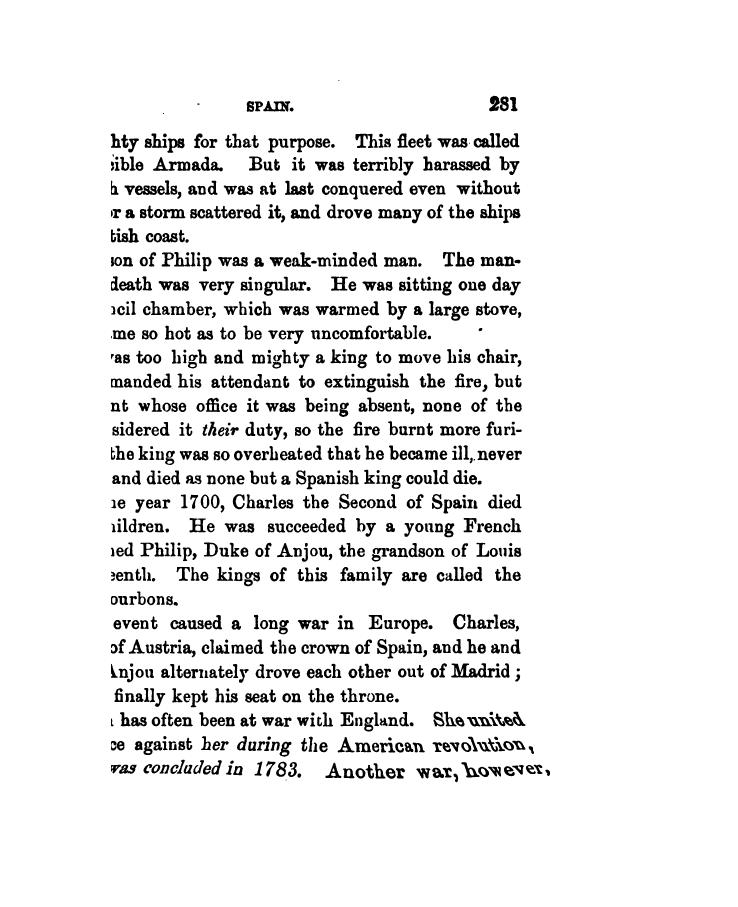 SPAIN. 281
hty ships for that purpose. This fleet was called
ible Armada. But it was terribly harassed by
h vessels, and was at last conquered even without
r a storm scattered it, and drove many of the ships
tish coast.
son of Philip was a weak-minded man. The man-
death was very singular. He was sitting one day
ncil chamber, which was warmed by a large stove,
me so hot as to be very uncomfortable.
as too high and mighty a king to move his chair,
manded his attendant to extinguish the fire, but
nt whose office it was being absent, none of the
sidered it their duty, so the fire burnt more furi-
the king was so overheated that he became ill, never
and died as none but a Spanish king could die.
he year 1700, Charles the Second of Spain died
hildren. He was succeeded by a young French
ned Philip, Duke of Anjou, the grandson of Louis
eenth. The kings of this family are called the
ourbons.
event caused a long war in Europe. Charles,
of Austria, claimed the crown of Spain, and he and
Anjou alternately drove each other out of Madrid ;
finally kept his seat on the throne.
has often been at war with England. She united
ce against her during the American revolution,
was concluded in 1783. Another war, however,